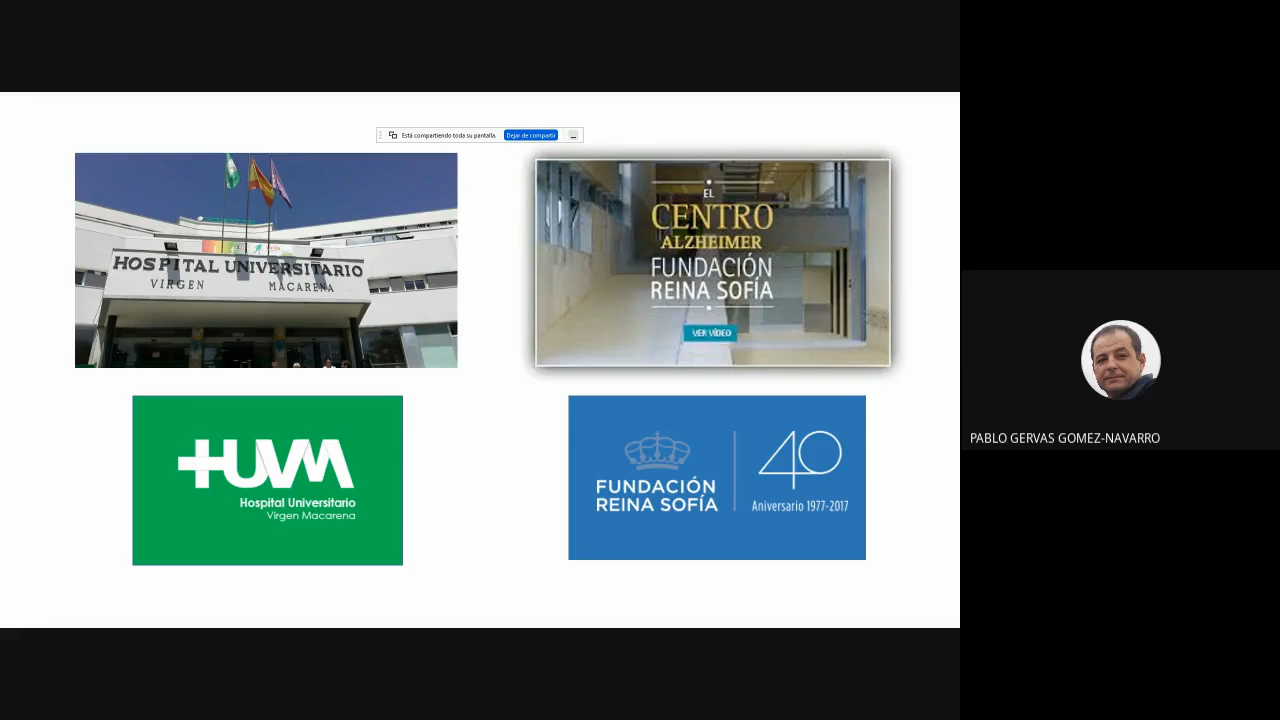 Está compartiendo toda su pantalla.
Dejar de compartir
HOSPITAL UNIVERSITARIO
VIRGEN MACARENA
EL
CENTRO
ALZHEIMER
FUNDACIÓN
REINA SOFÍA
VER VÍDEO
HUVM
Hospital Universitario
Virgen Macarena
FUNDACIÓN
REINA SOFÍA
40
Aniversario 1977-2017
PABLO GERVAS GOMEZ-NAVARRO